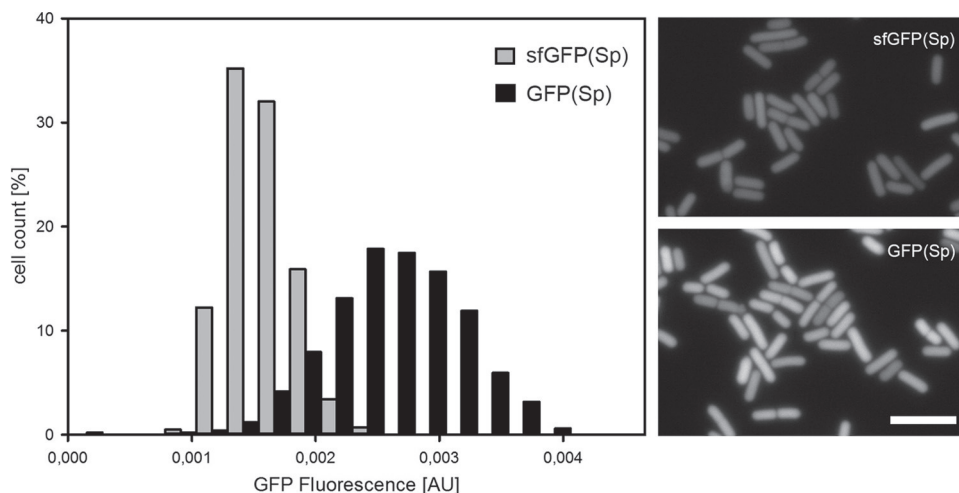 40
30
20
10
0
cell count [%]
sfGFP(Sp)
GFP(Sp)
0,000
0,001
0,002
0,003
0,004
GFP Fluorescence [AU]
sfGFP(Sp)
GFP(Sp)